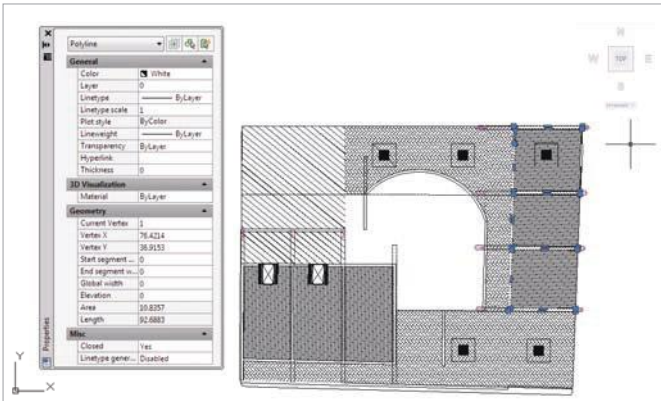 Polyline
General
Color White
Layer 0
Linetype ByLayer
Linetype scale 1
Plot style ByColor
Lineweight ByLayer
Transparency ByLayer
Hyperlink
Thickness 0
3D Visualization
Material ByLayer
Geometry
Current Vertex 1
Vertex X 76.4214
Vertex Y 36.9153
Start segment ... 0
End segment w... 0
Global width 0
Elevation 0
Area 10.8357
Length 92.6883
Misc
Closed Yes
Linetype gener... Disabled
Properties
N
W TOP E
S
Y
X